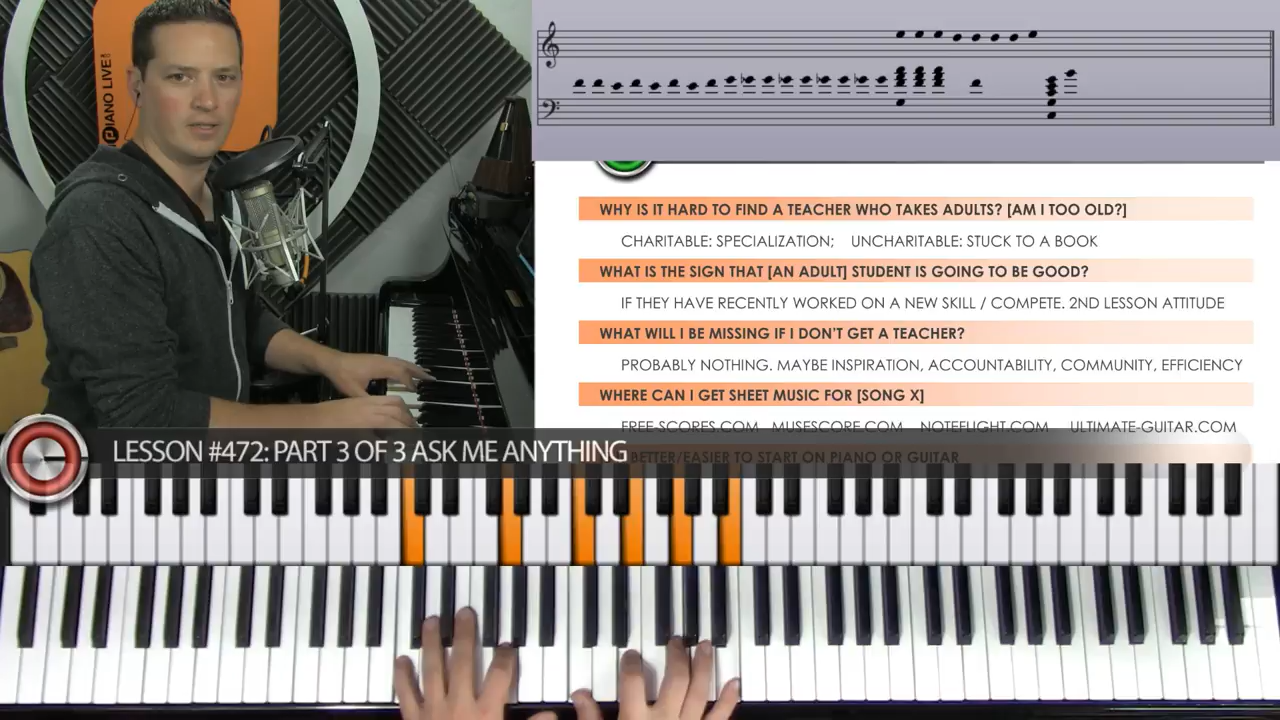 PIANO LIVE!
WHY IS IT HARD TO FIND A TEACHER WHO TAKES ADULTS? [AM I TOO OLD?]
CHARITABLE: SPECIALIZATION; UNCHARITABLE: STUCK TO A BOOK
WHAT IS THE SIGN THAT [AN ADULT] STUDENT IS GOING TO BE GOOD?
IF THEY HAVE RECENTLY WORKED ON A NEW SKILL / COMPETE. 2ND LESSON ATTITUDE
WHAT WILL I BE MISSING IF I DON'T GET A TEACHER?
PROBABLY NOTHING. MAYBE INSPIRATION, ACCOUNTABILITY, COMMUNITY, EFFICIENCY
WHERE CAN I GET SHEET MUSIC FOR [SONG X]
FREE-SCORES.COM MUSESCORE.COM NOTEFLIGHT.COM ULTIMATE-GUITAR.COM
BETTER/EASIER TO START ON PIANO OR GUITAR
LESSON #472: PART 3 OF 3 ASK ME ANYTHING